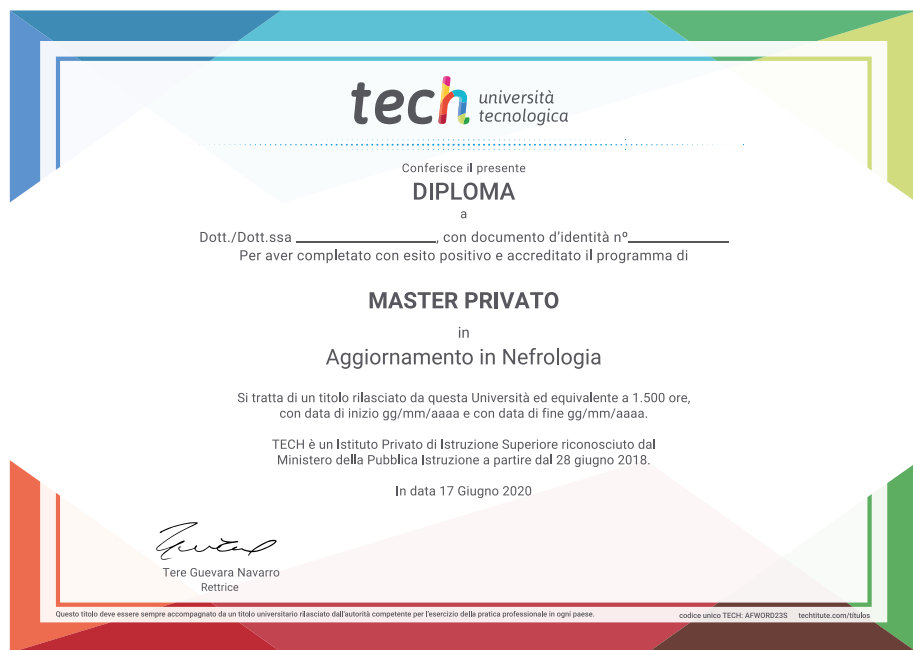 tech università
tecnologica
Conferisce il presente
DIPLOMA
a
Dott./Dott.ssa ____________________, con documento d'identità nº______________
Per aver completato con esito positivo e accreditato il programma di
MASTER PRIVATO
in
Aggiornamento in Nefrologia
Si tratta di un titolo rilasciato da questa Università ed equivalente a 1.500 ore,
con data di inizio gg/mm/aaaa e con data di fine gg/mm/aaaa.
TECH è un Istituto Privato di Istruzione Superiore riconosciuto dal
Ministero della Pubblica Istruzione a partire dal 28 giugno 2018.
In data 17 Giugno 2020
Tere Guevara Navarro
Rettrice
Questo titolo deve essere sempre accompagnato da un titolo universitario rilasciato dall'autorità competente per l'esercizio della pratica professionale in ogni paese.
codice unico TECH: AFWORD23S techtitute.com/titulos